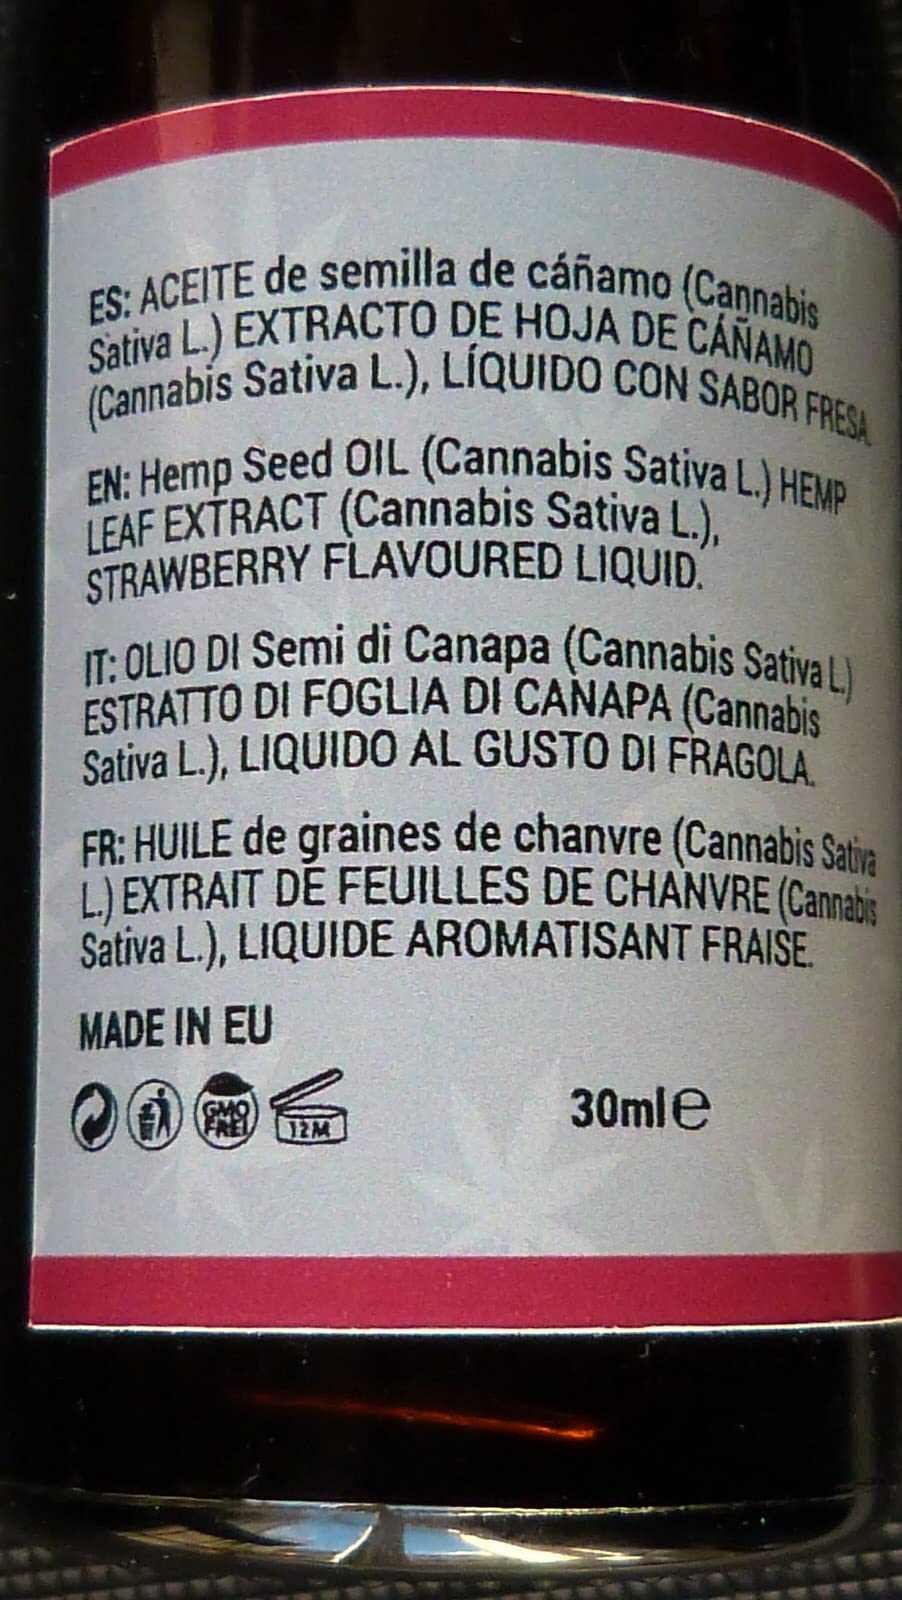 ES: ACEITE de semilla de cáñamo (Cannabis
Sativa L.) EXTRACTO DE HOJA DE CÁÑAMO
(Cannabis Sativa L.), LÍQUIDO CON SABOR FRESA
EN: Hemp Seed OIL (Cannabis Sativa L.) HEMP
LEAF EXTRACT (Cannabis Sativa L.),
STRAWBERRY FLAVOURED LIQUID.
IT: OLIO DI Semi di Canapa (Cannabis Sativa L.)
ESTRATTO DI FOGLIA DI CANAPA (Cannabis
Sativa L.), LIQUIDO AL GUSTO DI FRAGOLA.
FR: HUILE de graines de chanvre (Cannabis Sativa
L.) EXTRAIT DE FEUILLES DE CHANVRE (Cannabis
Sativa L.), LIQUIDE AROMATISANT FRAISE.
MADE IN EU
GMO
FREI
12M
30ml e